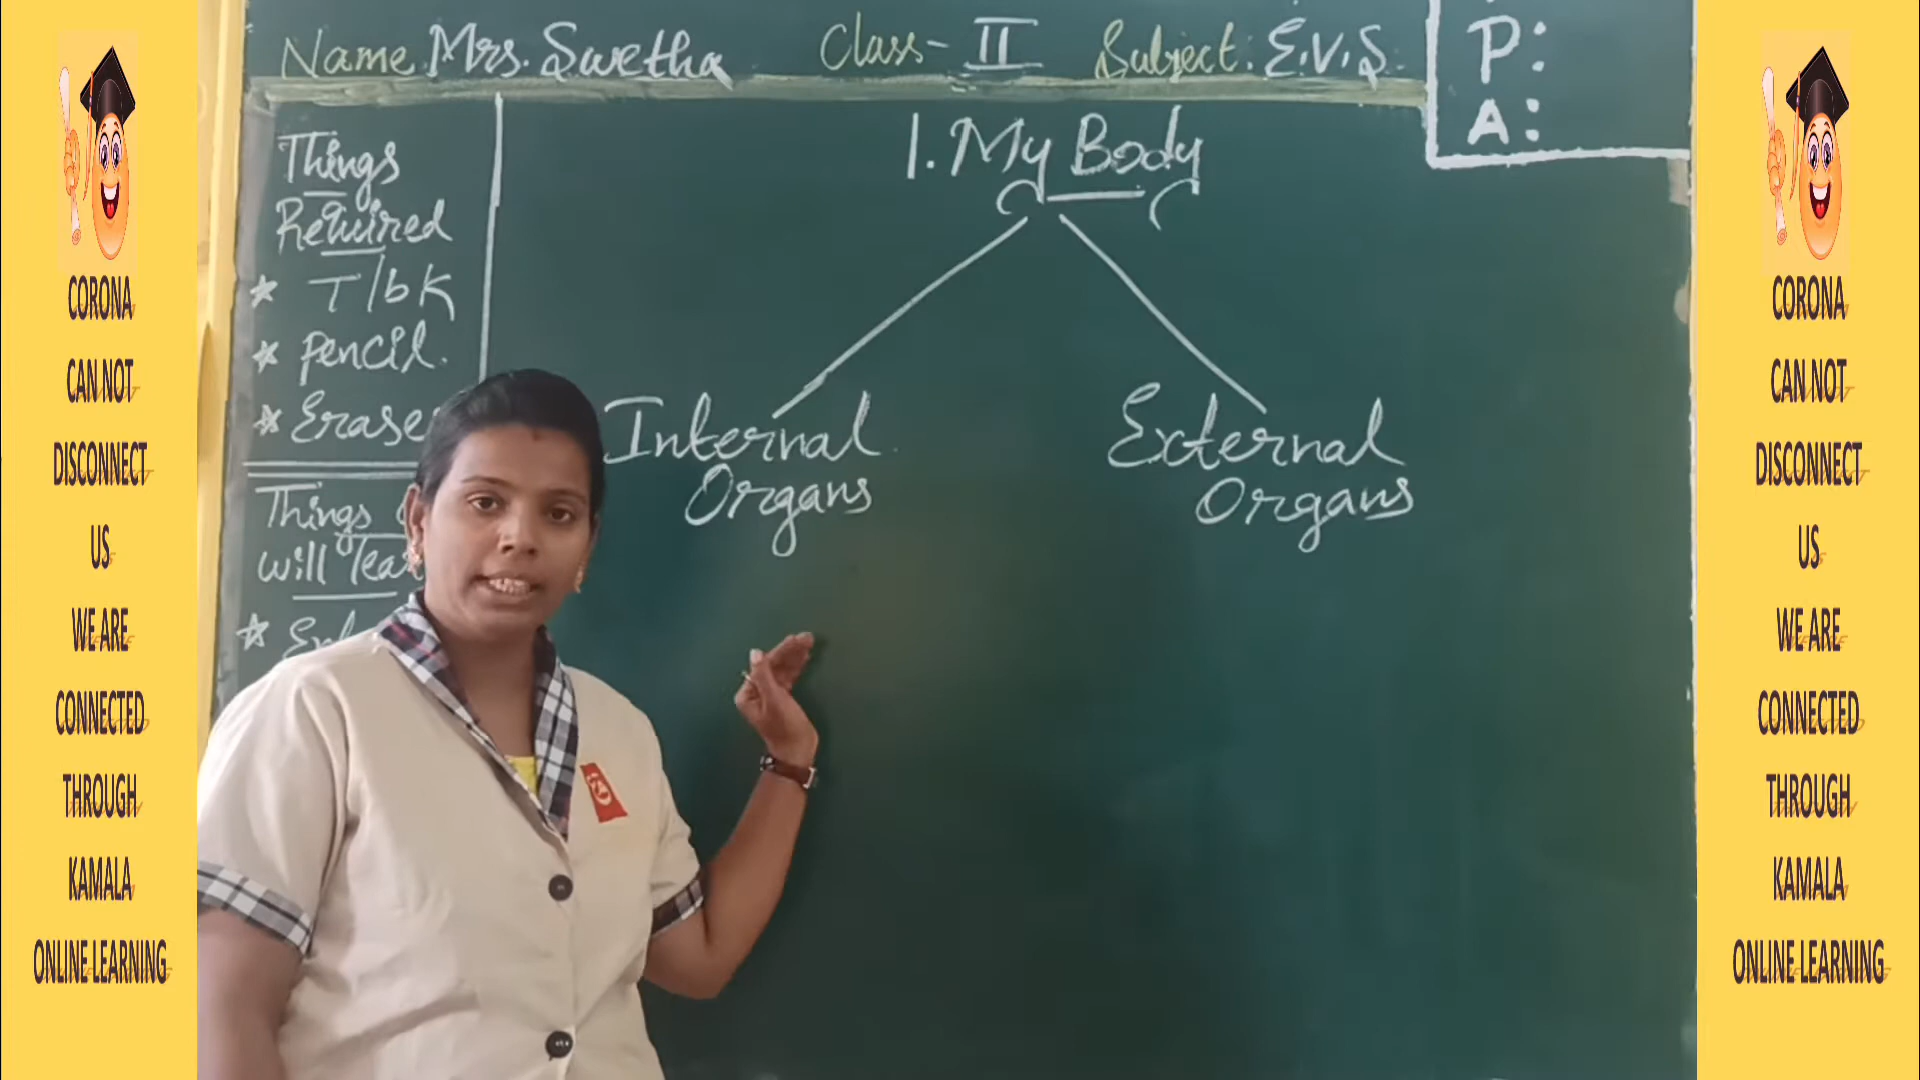 Name Mrs. Swetha Class- II Subject: E.V.S.
P:
A:
Things
Required
* T/bk
* Pencil.
* Erase
Things
will lear
1. My Body
Internal
Organs
External
Organs
CORONA
CAN NOT
DISCONNECT
US
WE ARE
CONNECTED
THROUGH
KAMALA
ONLINE LEARNING
CORONA
CAN NOT
DISCONNECT
US
WE ARE
CONNECTED
THROUGH
KAMALA
ONLINE LEARNING